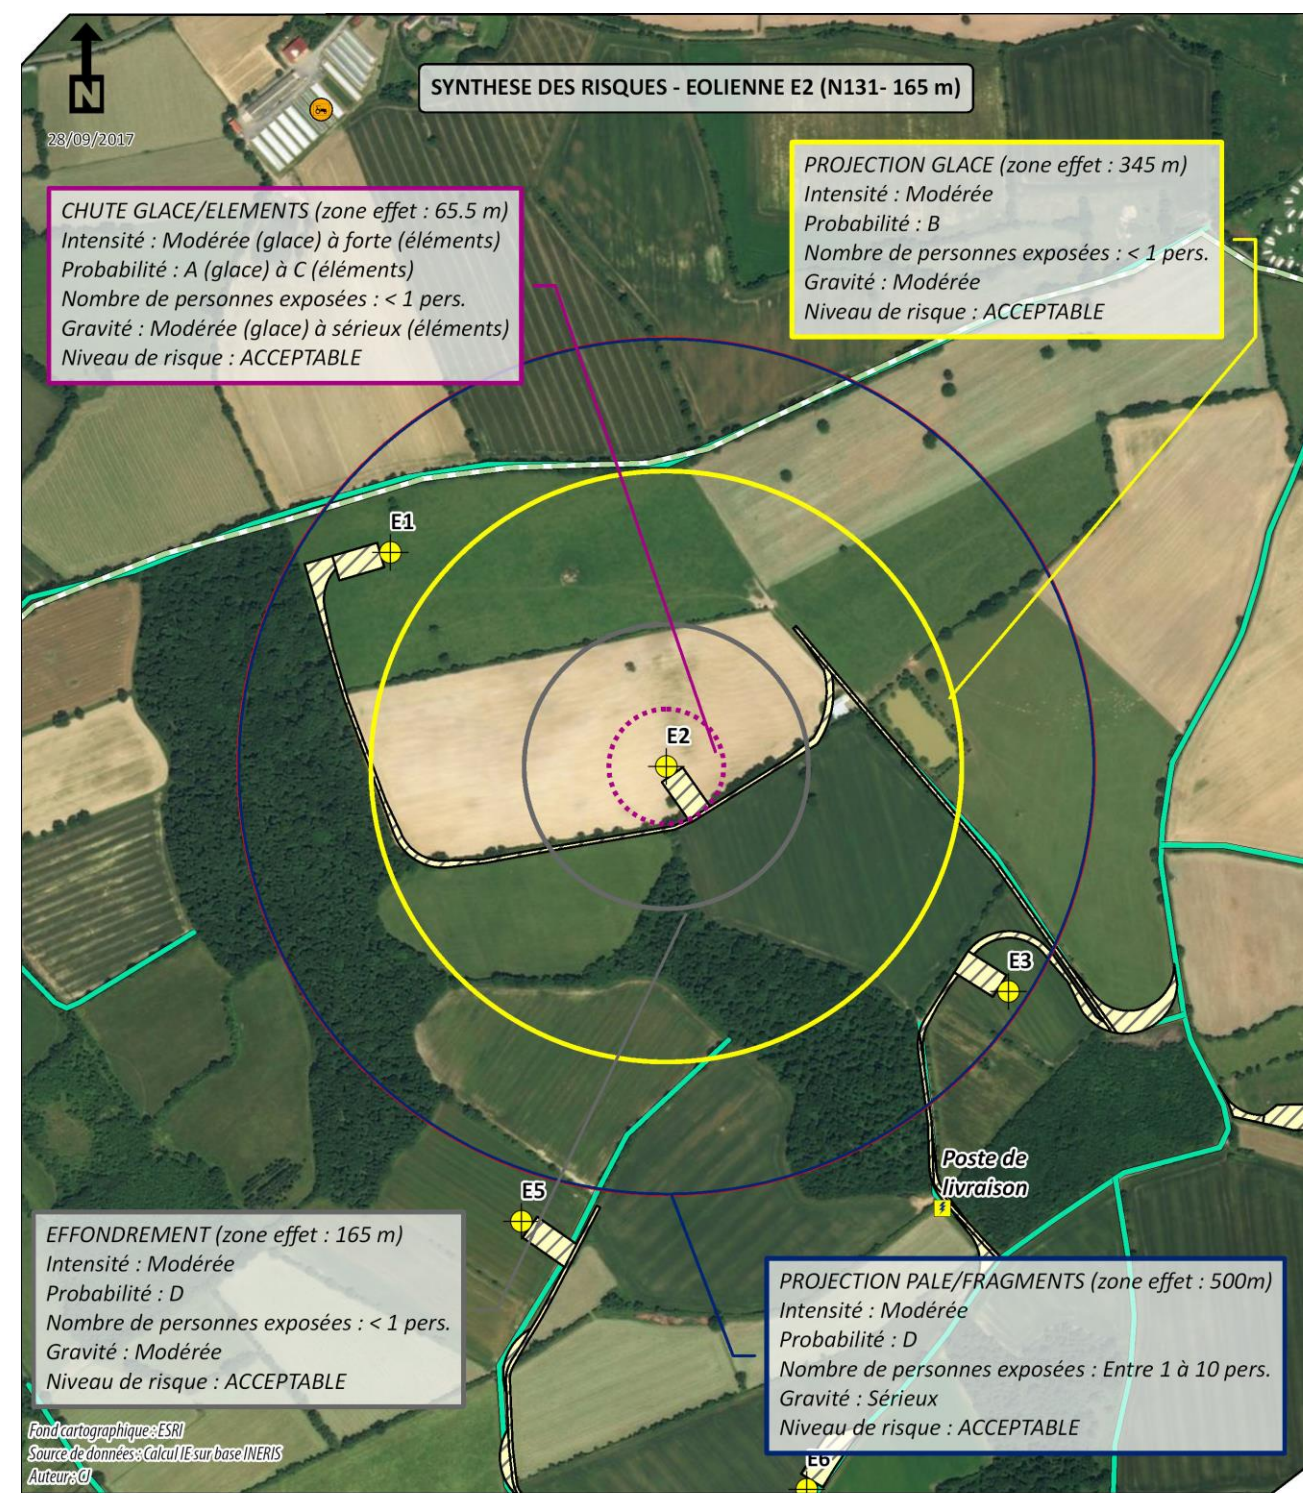 N
28/09/2017
SYNTHESE DES RISQUES - EOLIENNE E2 (N131- 165 m)
PROJECTION GLACE (zone effet : 345 m)
Intensité : Modérée
Probabilité : B
Nombre de personnes exposées : < 1 pers.
Gravité : Modérée
Niveau de risque : ACCEPTABLE
CHUTE GLACE/ELEMENTS (zone effet : 65.5 m)
Intensité : Modérée (glace) à forte (éléments)
Probabilité : A (glace) à C (éléments)
Nombre de personnes exposées : < 1 pers.
Gravité : Modérée (glace) à sérieux (éléments)
Niveau de risque : ACCEPTABLE
E1
E2
E3
Poste de
livraison
E5
EFFONDREMENT (zone effet : 165 m)
Intensité : Modérée
Probabilité : D
Nombre de personnes exposées : < 1 pers.
Gravité : Modérée
Niveau de risque : ACCEPTABLE
PROJECTION PALE/FRAGMENTS (zone effet : 500m)
Intensité : Modérée
Probabilité : D
Nombre de personnes exposées : Entre 1 à 10 pers.
Gravité : Sérieux
Niveau de risque : ACCEPTABLE
E6
Fond cartographique : ESRI
Source de données : Calcul IE sur base INERIS
Auteur : CJ